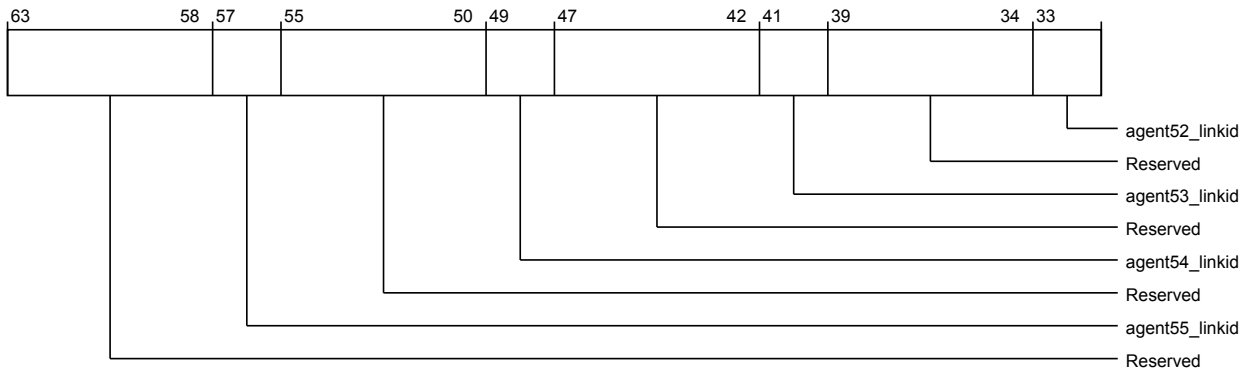 63 58 57 55 50 49 47 42 41 39 34 33
agent52_linkid
Reserved
agent53_linkid
Reserved
agent54_linkid
Reserved
agent55_linkid
Reserved